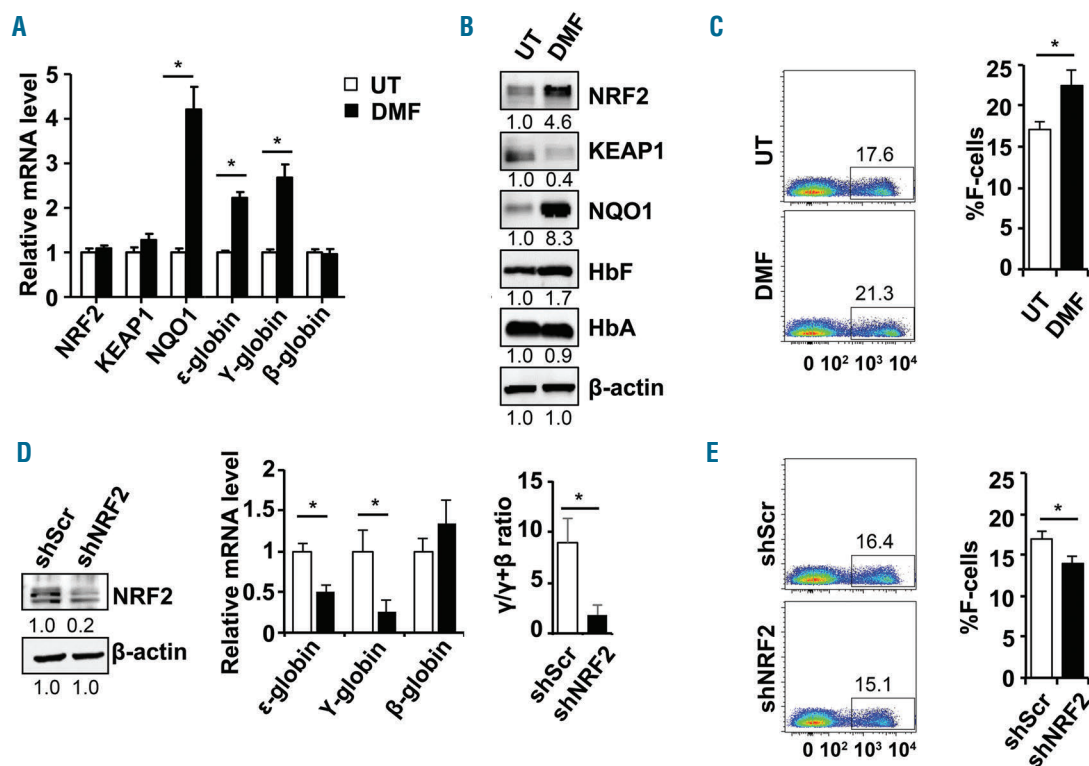 A
Relative mRNA level
5
4
3
2
1
0
* * *
UT
DMF
NRF2
KEAP1
NQO1
ε-globin
γ-globin
β-globin
B
UT DMF
NRF2
1.0 4.6
KEAP1
1.0 0.4
NQO1
1.0 8.3
HbF
1.0 1.7
HbA
1.0 0.9
β-actin
1.0 1.0
C
UT
17.6
DMF
21.3
0 10² 10³ 10⁴
%F-cells
25
20
15
10
5
0
*
UT
DMF
D
shScr shNRF2
NRF2
1.0 0.2
β-actin
1.0 1.0
Relative mRNA level
2
1.5
1
0.5
0
* *
ε-globin
γ-globin
β-globin
γ/γ+β ratio
15
10
5
0
*
shScr
shNRF2
E
shScr
16.4
shNRF2
15.1
0 10² 10³ 10⁴
%F-cells
25
20
15
10
5
0
*
shScr
shNRF2